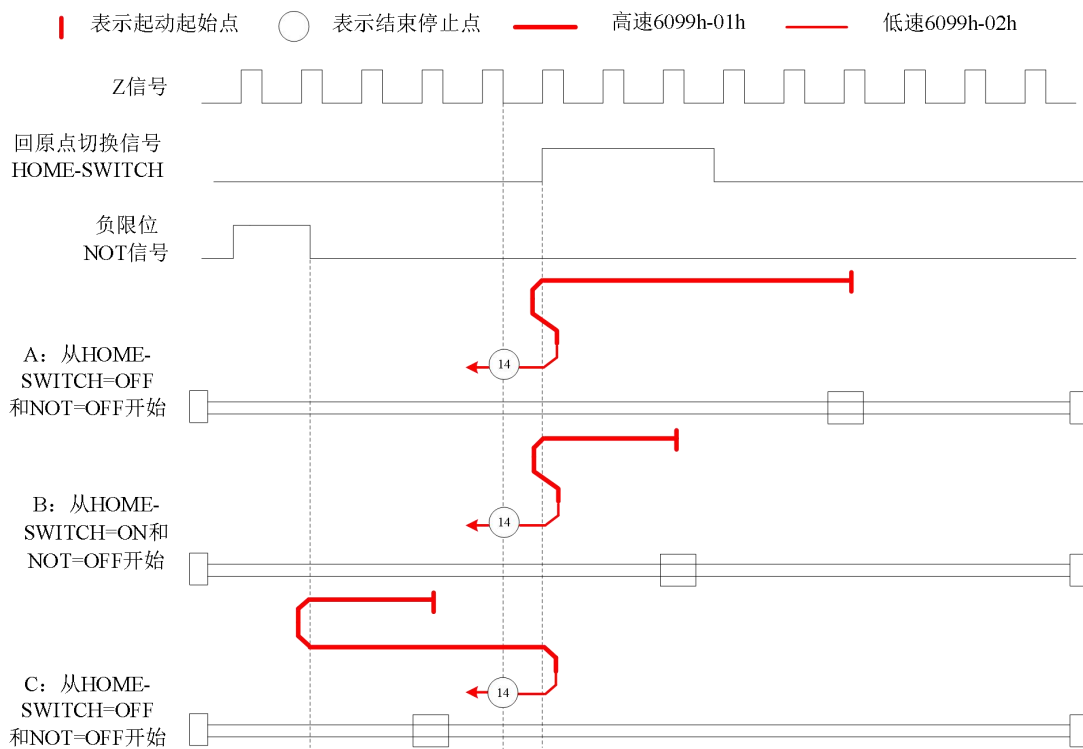 表示起动起始点
表示结束停止点
高速6099h-01h
低速6099h-02h
Z信号
回原点切换信号
HOME-SWITCH
负限位
NOT信号
A：从HOME-
SWITCH=OFF
和NOT=OFF开始
14
B：从HOME-
SWITCH=ON和
NOT=OFF开始
14
C：从HOME-
SWITCH=OFF
和NOT=OFF开始
14